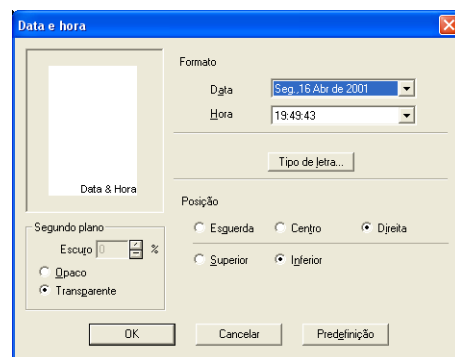 Data e hora
Formato
Data Seg.,16 Abr de 2001
Hora 19:49:43
Tipo de letra...
Data & Hora
Posição
Esquerda Centro Direita
Superior Inferior
Segundo plano
Escuro 0 %
Opaco
Transparente
OK Cancelar Predefinição